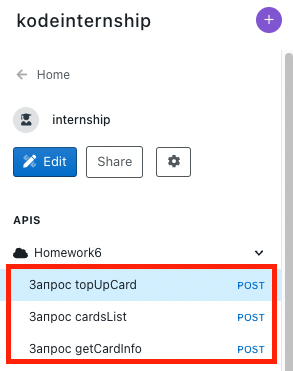 kodeinternship
+
Home
internship
Edit
Share
APIS
Homework6
Запрос topUpCard POST
Запрос cardsList POST
Запрос getCardInfo POST